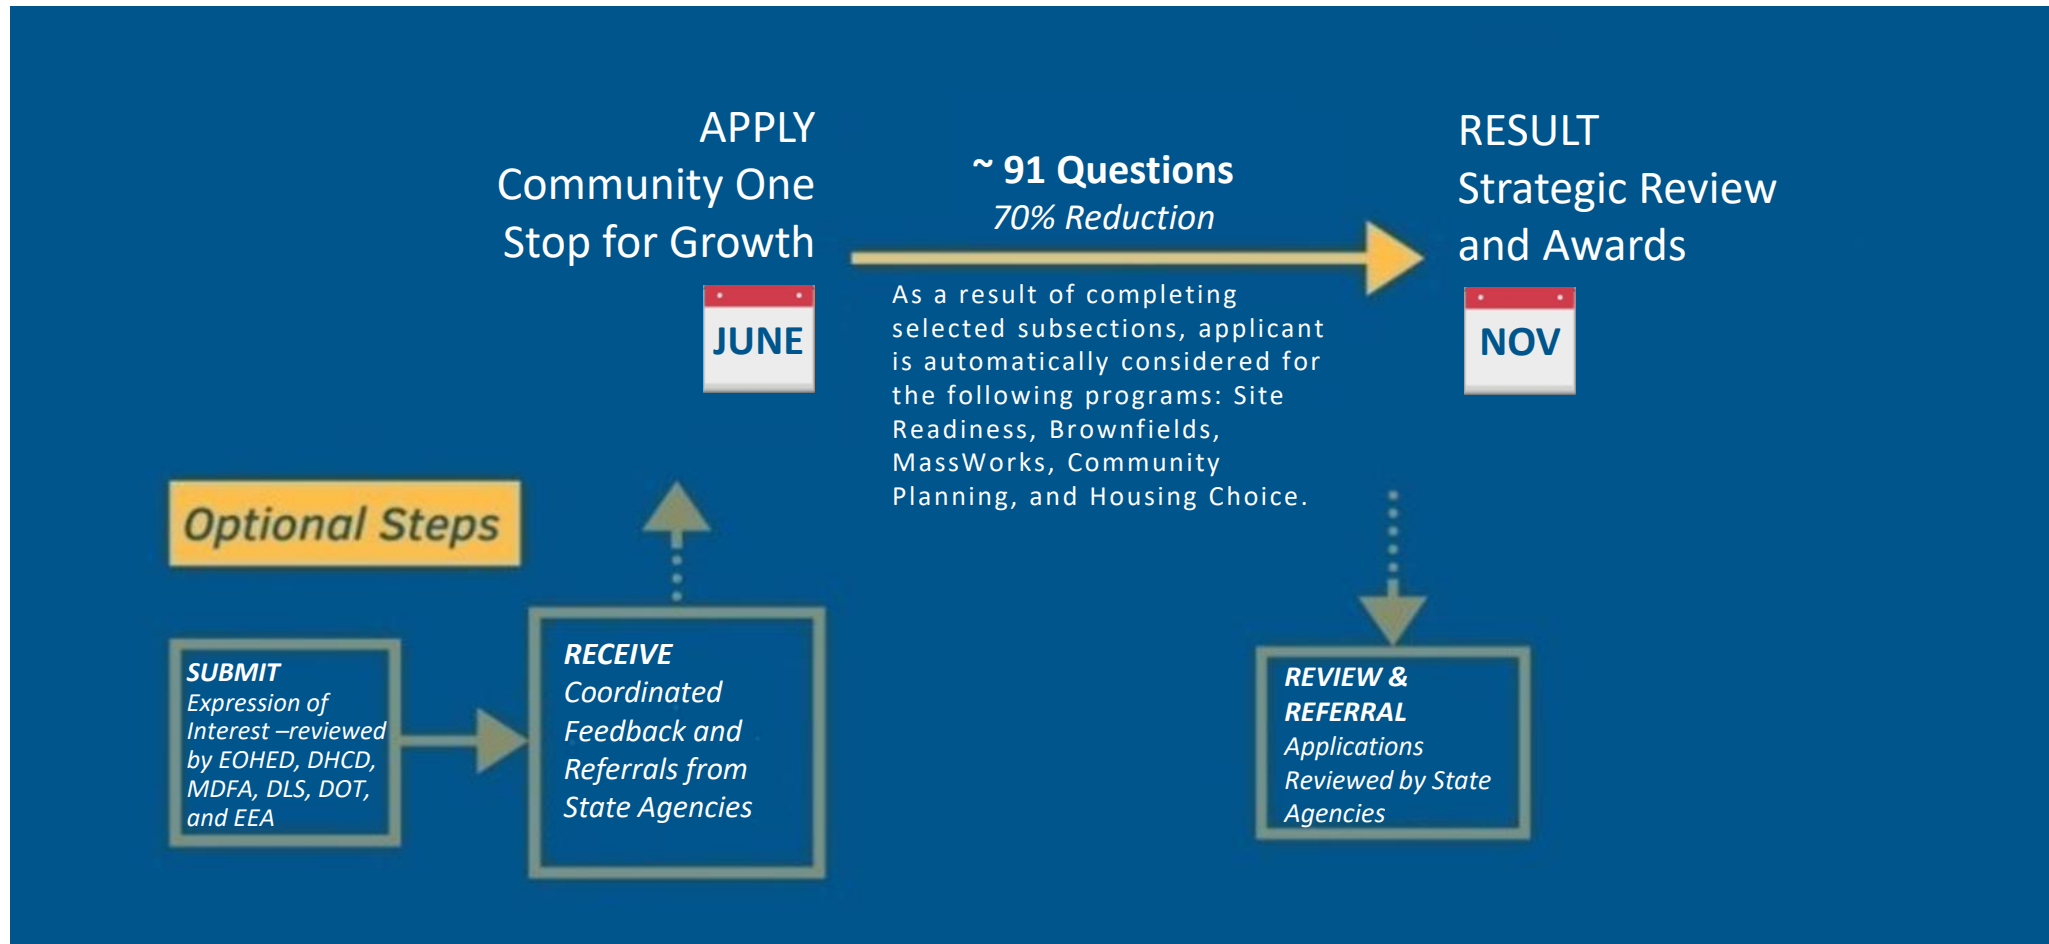 APPLY
Community One
Stop for Growth
JUNE
~ 91 Questions
70% Reduction
As a result of completing
selected subsections, applicant
is automatically considered for
the following programs: Site
Readiness, Brownfields,
MassWorks, Community
Planning, and Housing Choice.
RESULT
Strategic Review
and Awards
NOV
Optional Steps
SUBMIT
Expression of
Interest –reviewed
by EOHED, DHCD,
MDFA, DLS, DOT,
and EEA
RECEIVE
Coordinated
Feedback and
Referrals from
State Agencies
REVIEW &
REFERRAL
Applications
Reviewed by State
Agencies